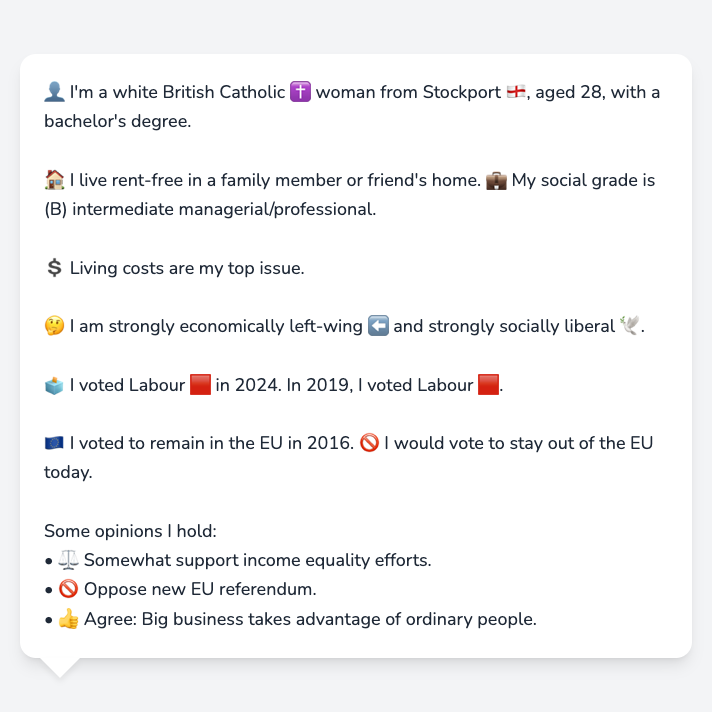 👤 I'm a white British Catholic ✝️ woman from Stockport 🏴󠁧󠁢󠁥󠁮󠁧󠁿, aged 28, with a
bachelor's degree.
🏠 I live rent-free in a family member or friend's home. 💼 My social grade is
(B) intermediate managerial/professional.
💲 Living costs are my top issue.
🤔 I am strongly economically left-wing ⬅️ and strongly socially liberal 🕊️.
🗳️ I voted Labour 🟥 in 2024. In 2019, I voted Labour 🟥.
🇪🇺 I voted to remain in the EU in 2016. 🚫 I would vote to stay out of the EU
today.
Some opinions I hold:
• ⚖️ Somewhat support income equality efforts.
• 🚫 Oppose new EU referendum.
• 👍 Agree: Big business takes advantage of ordinary people.